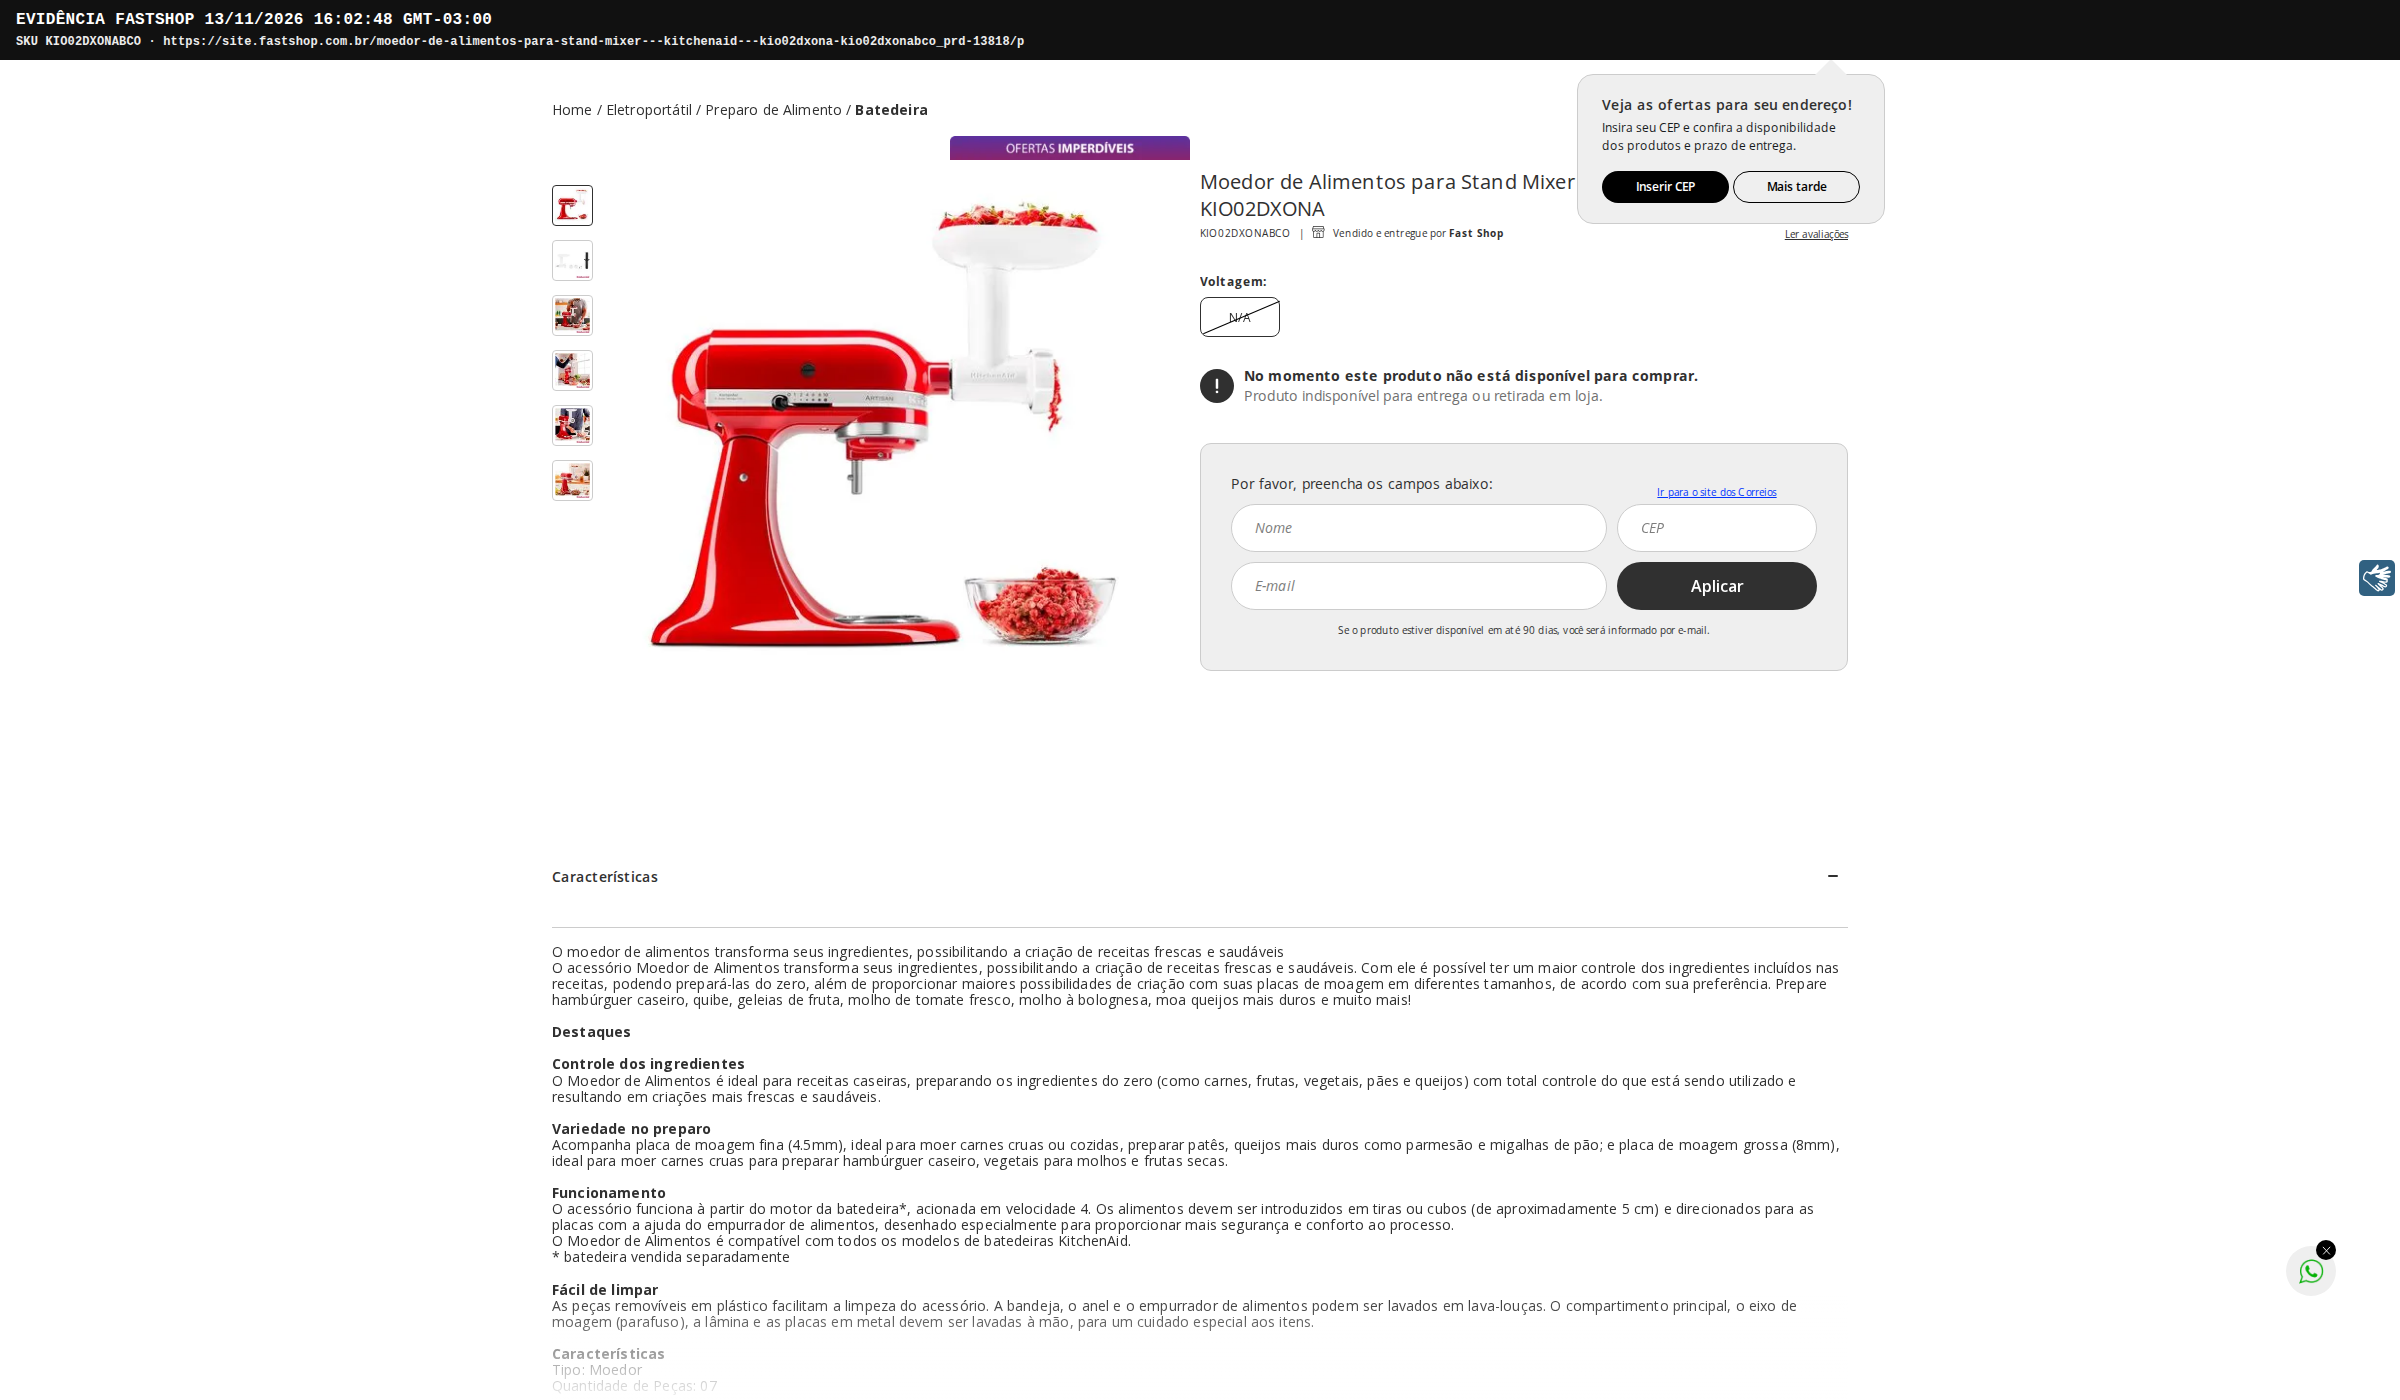 EVIDÊNCIA FASTSHOP 13/11/2026 16:02:48 GMT-03:00
SKU KIO02DXONABCO · https://site.fastshop.com.br/moedor-de-alimentos-para-stand-mixer---kitchenaid---kio02dxona-kio02dxonabco_prd-13818/p
Veja as ofertas para seu endereço!
Insira seu CEP e confira a disponibilidade
dos produtos e prazo de entrega.
Inserir CEP
Mais tarde
Home / Eletroportátil / Preparo de Alimento / Batedeira
OFERTAS IMPERDÍVEIS
Moedor de Alimentos para Stand Mixer
KIO02DXONA
KIO02DXONABCO | Vendido e entregue por Fast Shop
Ler avaliações
Voltagem:
N/A
No momento este produto não está disponível para comprar.
Produto indisponível para entrega ou retirada em loja.
Por favor, preencha os campos abaixo:
Ir para o site dos Correios
Nome
CEP
E-mail
Aplicar
Se o produto estiver disponível em até 90 dias, você será informado por e-mail.
ARTISAN
Características
O moedor de alimentos transforma seus ingredientes, possibilitando a criação de receitas frescas e saudáveis
O acessório Moedor de Alimentos transforma seus ingredientes, possibilitando a criação de receitas frescas e saudáveis. Com ele é possível ter um maior controle dos ingredientes incluídos nas
receitas, podendo prepará-las do zero, além de proporcionar maiores possibilidades de criação com suas placas de moagem em diferentes tamanhos, de acordo com sua preferência. Prepare
hambúrguer caseiro, quibe, geleias de fruta, molho de tomate fresco, molho à bolognesa, moa queijos mais duros e muito mais!
Destaques
Controle dos ingredientes
O Moedor de Alimentos é ideal para receitas caseiras, preparando os ingredientes do zero (como carnes, frutas, vegetais, pães e queijos) com total controle do que está sendo utilizado e
resultando em criações mais frescas e saudáveis.
Variedade no preparo
Acompanha placa de moagem fina (4.5mm), ideal para moer carnes cruas ou cozidas, preparar patês, queijos mais duros como parmesão e migalhas de pão; e placa de moagem grossa (8mm),
ideal para moer carnes cruas para preparar hambúrguer caseiro, vegetais para molhos e frutas secas.
Funcionamento
O acessório funciona à partir do motor da batedeira*, acionada em velocidade 4. Os alimentos devem ser introduzidos em tiras ou cubos (de aproximadamente 5 cm) e direcionados para as
placas com a ajuda do empurrador de alimentos, desenhado especialmente para proporcionar mais segurança e conforto ao processo.
O Moedor de Alimentos é compatível com todos os modelos de batedeiras KitchenAid.
* batedeira vendida separadamente
Fácil de limpar
As peças removíveis em plástico facilitam a limpeza do acessório. A bandeja, o anel e o empurrador de alimentos podem ser lavados em lava-louças. O compartimento principal, o eixo de
moagem (parafuso), a lâmina e as placas em metal devem ser lavadas à mão, para um cuidado especial aos itens.
Características
Tipo: Moedor
Quantidade de Peças: 07